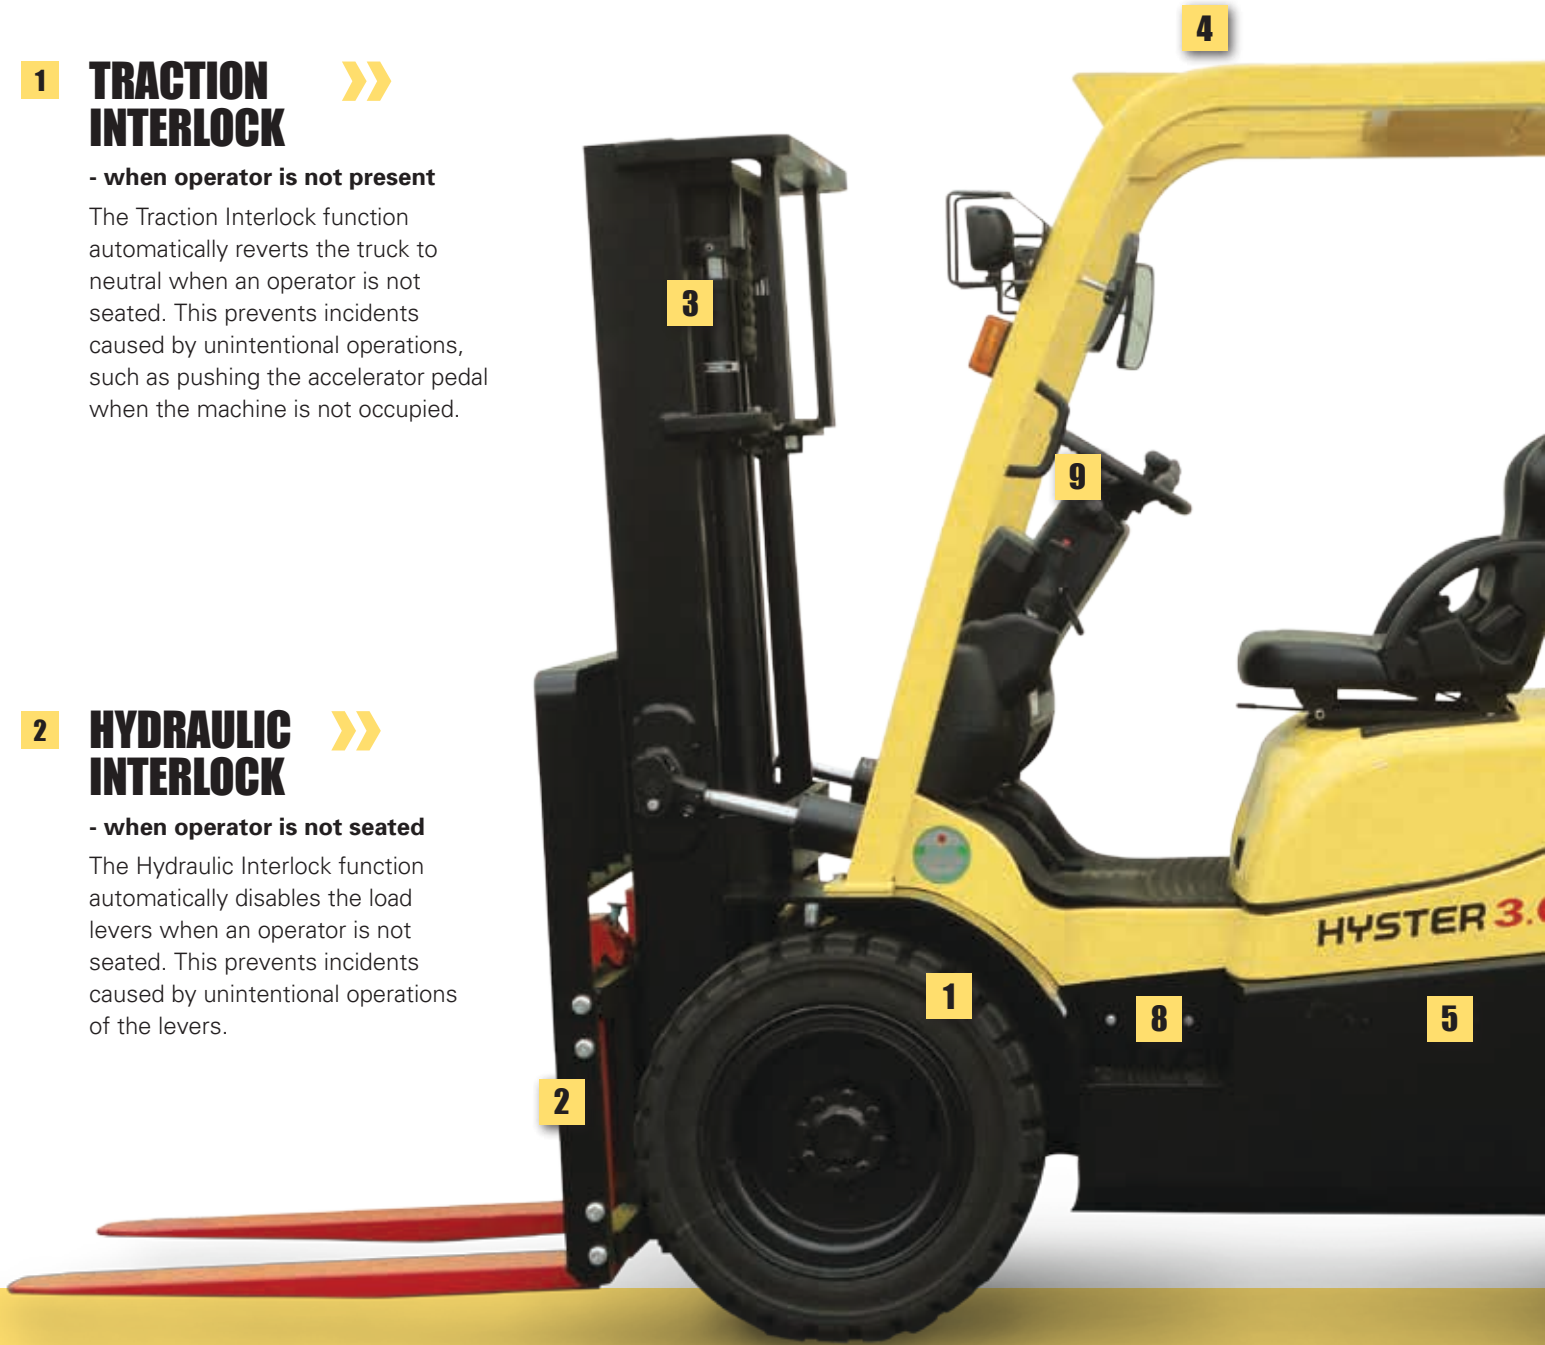 4
1 TRACTION
INTERLOCK
- when operator is not present
The Traction Interlock function
automatically reverts the truck to
neutral when an operator is not
seated. This prevents incidents
caused by unintentional operations,
such as pushing the accelerator pedal
when the machine is not occupied.
3
9
2 HYDRAULIC
INTERLOCK
- when operator is not seated
The Hydraulic Interlock function
automatically disables the load
levers when an operator is not
seated. This prevents incidents
caused by unintentional operations
of the levers.
HYSTER 3.
1
8
5
2